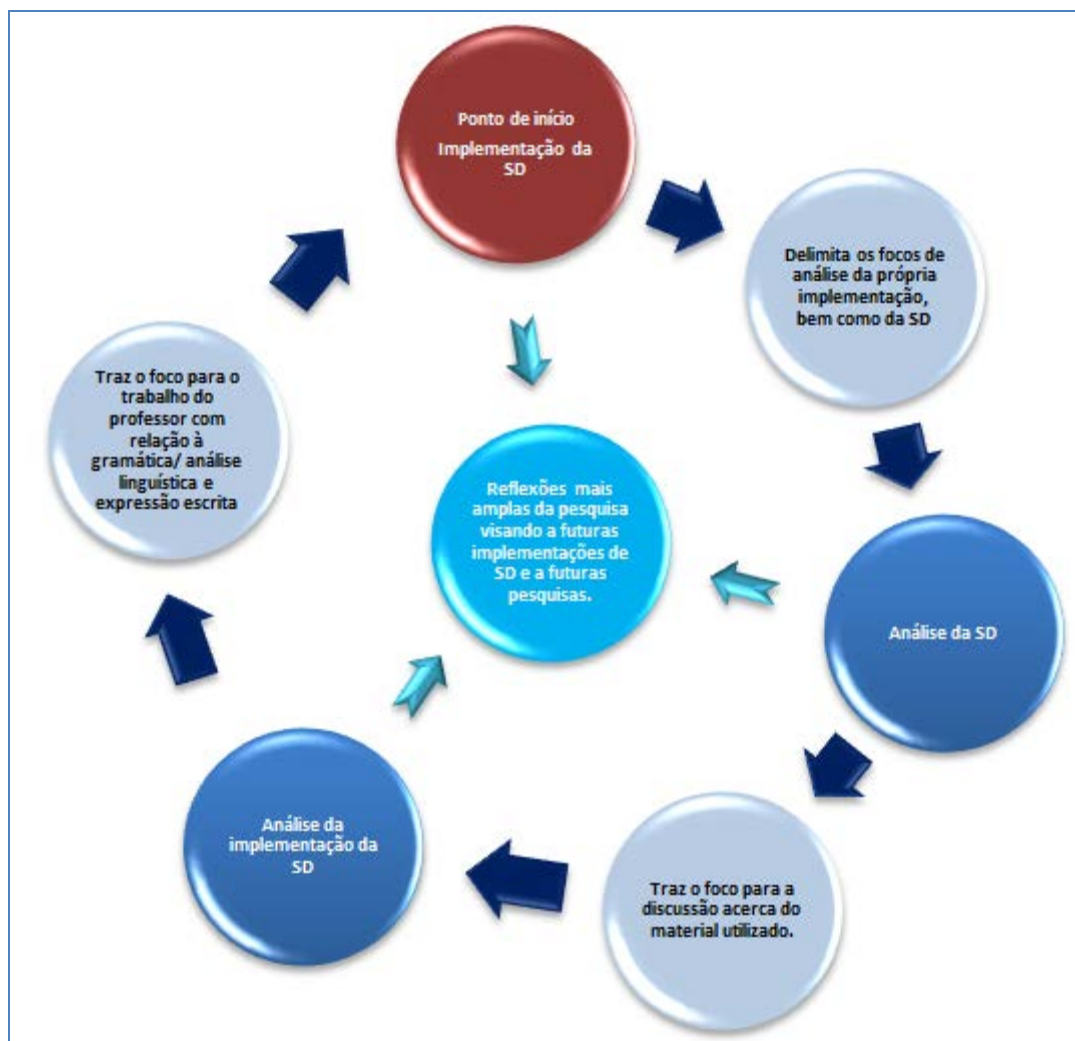 Ponto de início
Implementação da
SD
Delimita os focos de
análise da própria
implementação,
bem como da SD
Análise da SD
Traz o foco para a
discussão acerca do
material utilizado.
Análise da
implementação da
SD
Traz o foco para o
trabalho do
professor com
relação à
gramática/ análise
linguística e
expressão escrita
Reflexões mais
amplas da pesquisa
visando a futuras
implementações de
SD e a futuras
pesquisas.